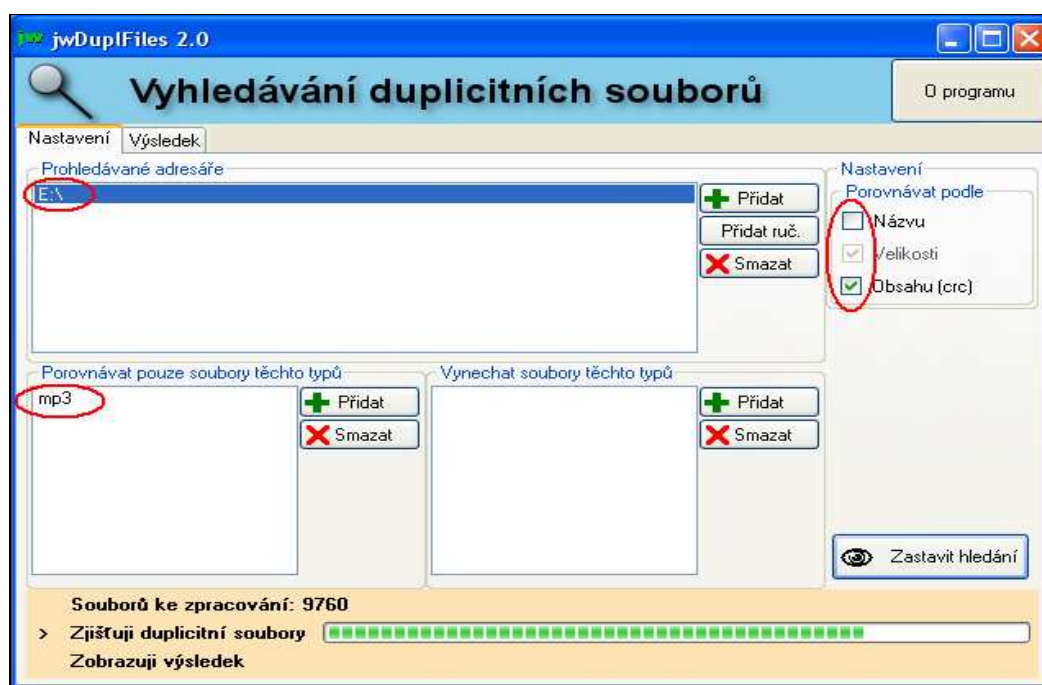 jwDuplFiles 2.0
Vyhledávání duplicitních souborů
O programu
Nastavení
Výsledek
Prohledávané adresáře
E:\
Přidat
Přidat ruč.
Smazat
Nastavení
Porovnávat podle
Názvu
Velikosti
Obsahu (crc)
Porovnávat pouze soubory těchto typů
mp3
Přidat
Smazat
Vynechat soubory těchto typů
Přidat
Smazat
Zastavit hledání
Souborů ke zpracování: 9760
> Zjišťuji duplicitní soubory
Zobrazuji výsledek